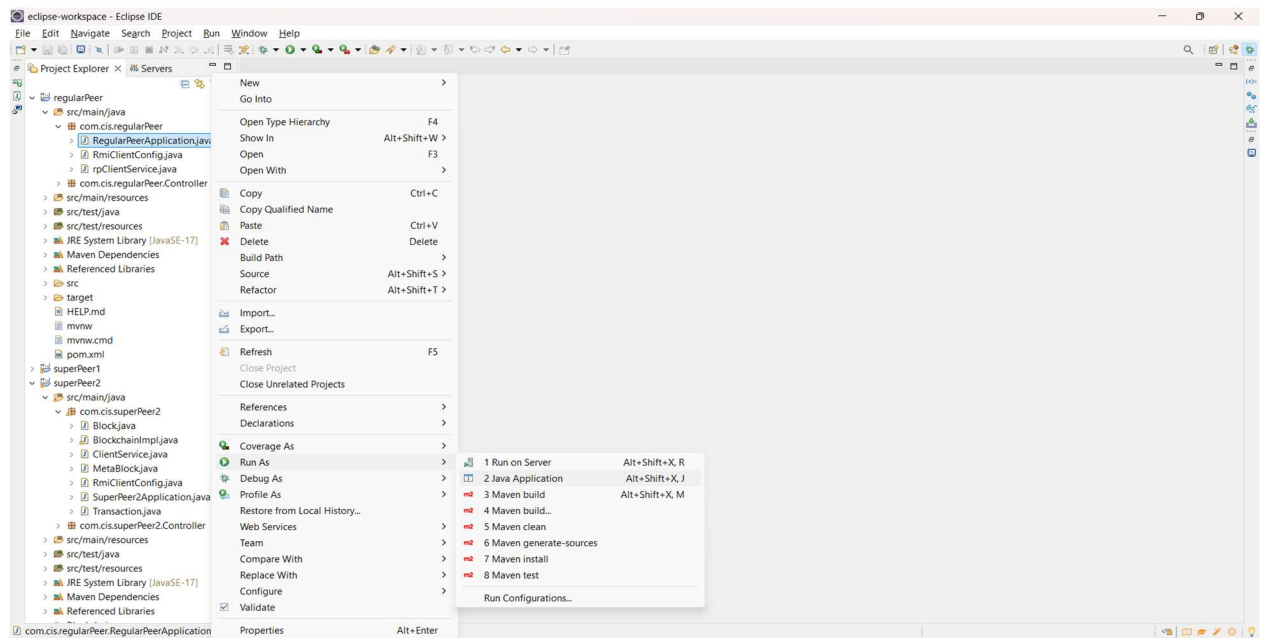 eclipse-workspace - Eclipse IDE
File Edit Navigate Search Project Run Window Help
Project Explorer Servers
regularPeer
src/main/java
com.cis.regularPeer
RegularPeerApplication.java
RmiClientConfig.java
rpClientService.java
com.cis.regularPeer.Controller
src/main/resources
src/test/java
src/test/resources
JRE System Library [JavaSE-17]
Maven Dependencies
Referenced Libraries
src
target
HELP.md
mvnw
mvnw.cmd
pom.xml
superPeer1
superPeer2
src/main/java
com.cis.superPeer2
Block.java
BlockchainImpl.java
ClientService.java
MetaBlock.java
RmiClientConfig.java
SuperPeer2Application.java
Transaction.java
com.cis.superPeer2.Controller
src/main/resources
src/test/java
src/test/resources
JRE System Library [JavaSE-17]
Maven Dependencies
Referenced Libraries
com.cis.regularPeer.RegularPeerApplication
New
Go Into
Open Type Hierarchy F4
Show In Alt+Shift+W
Open F3
Open With
Copy Ctrl+C
Copy Qualified Name
Paste Ctrl+V
Delete Delete
Build Path
Source Alt+Shift+S
Refactor Alt+Shift+T
Import...
Export...
Refresh F5
Close Project
Close Unrelated Projects
References
Declarations
Coverage As
Run As
Debug As
Profile As
Restore from Local History...
Web Services
Team
Compare With
Replace With
Configure
Validate
Properties Alt+Enter
1 Run on Server Alt+Shift+X, R
2 Java Application Alt+Shift+X, J
3 Maven build Alt+Shift+X, M
4 Maven build...
5 Maven clean
6 Maven generate-sources
7 Maven install
8 Maven test
Run Configurations...